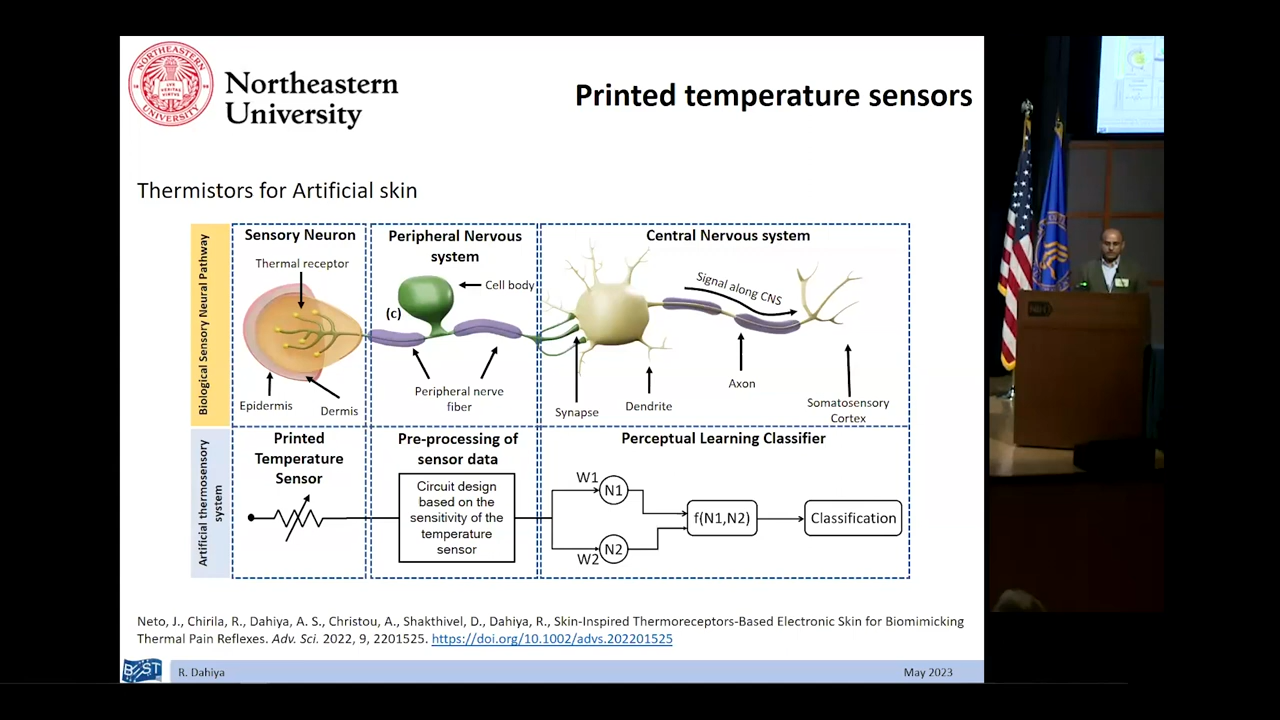 Northeastern
University
Printed temperature sensors
Thermistors for Artificial skin
Biological Sensory Neural Pathway
Sensory Neuron
Thermal receptor
Epidermis
Dermis
Peripheral Nervous
system
Cell body
(c)
Peripheral nerve
fiber
Central Nervous system
Signal along CNS
Synapse
Dendrite
Axon
Somatosensory
Cortex
Artificial thermosensory
system
Printed
Temperature
Sensor
Pre-processing of
sensor data
Circuit design
based on the
sensitivity of the
temperature
sensor
Perceptual Learning Classifier
W1
N1
W2
N2
f(N1,N2)
Classification
Neto, J., Chirila, R., Dahiya, A. S., Christou, A., Shakthivel, D., Dahiya, R., Skin-Inspired Thermoreceptors-Based Electronic Skin for Biomimicking
Thermal Pain Reflexes. Adv. Sci. 2022, 9, 2201525. https://doi.org/10.1002/advs.202201525
R. Dahiya
May 2023